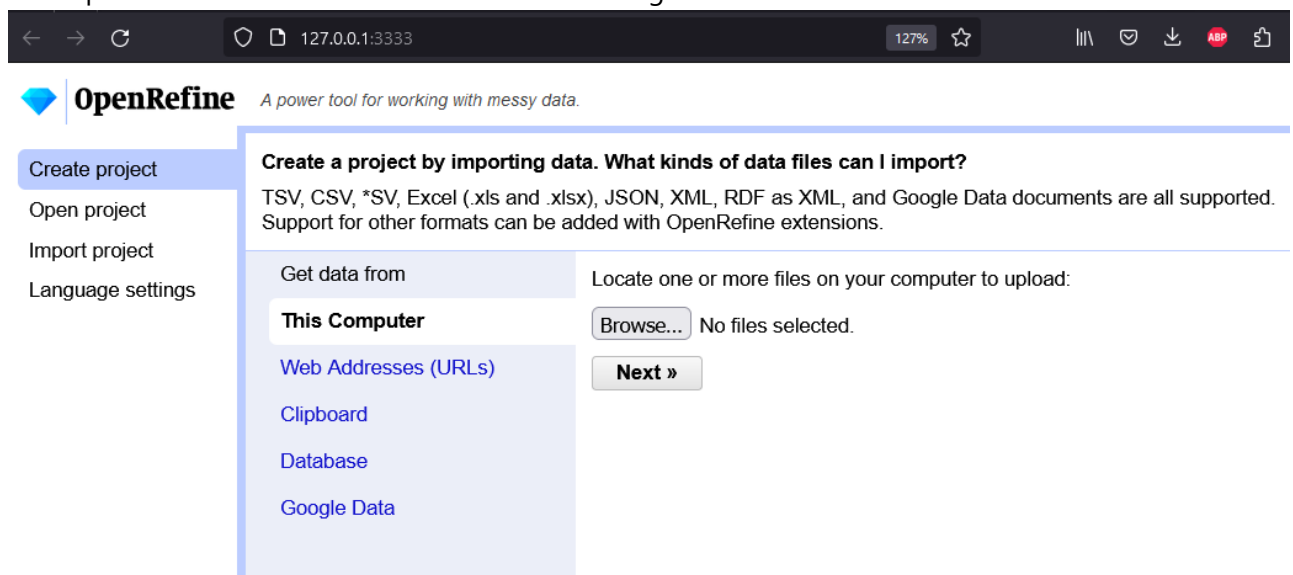 127.0.0.1:3333
127%
ABP
OpenRefine A power tool for working with messy data.
Create project
Open project
Import project
Language settings
Create a project by importing data. What kinds of data files can I import?
TSV, CSV, *SV, Excel (.xls and .xlsx), JSON, XML, RDF as XML, and Google Data documents are all supported.
Support for other formats can be added with OpenRefine extensions.
Get data from
This Computer
Web Addresses (URLs)
Clipboard
Database
Google Data
Locate one or more files on your computer to upload:
Browse... No files selected.
Next »